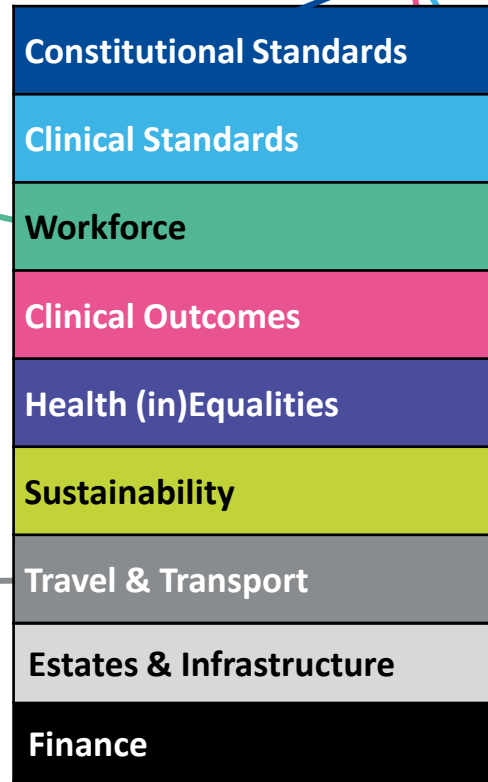 Constitutional Standards
Clinical Standards
Workforce
Clinical Outcomes
Health (in)Equalities
Sustainability
Travel & Transport
Estates & Infrastructure
Finance